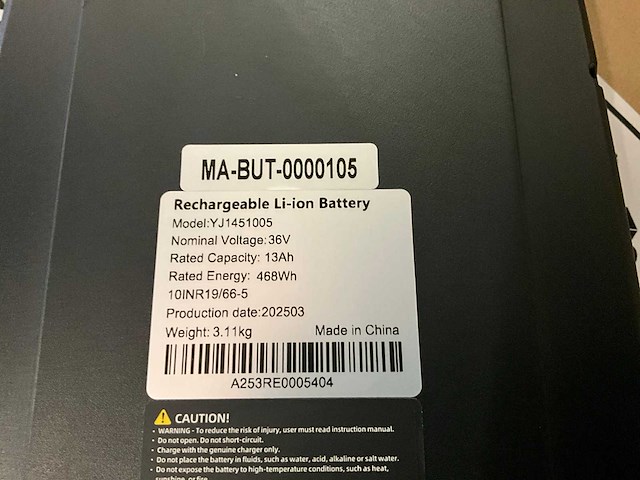 MA-BUT-0000105
Rechargeable Li-ion Battery
Model:YJ1451005
Nominal Voltage:36V
Rated Capacity: 13Ah
Rated Energy: 468Wh
10INR19/66-5
Production date:202503
Weight: 3.11kg Made in China
A253RE0005404
CAUTION!
• WARNING - To reduce the risk of injury, user must read instruction manual.
• Do not open. Do not short-circuit.
• Charge with the genuine charger only.
• Do not place the battery in fluids, such as water, acid, alkaline or salt water.
• Do not expose the battery to high-temperature conditions, such as heat,
sunshine, or fire.